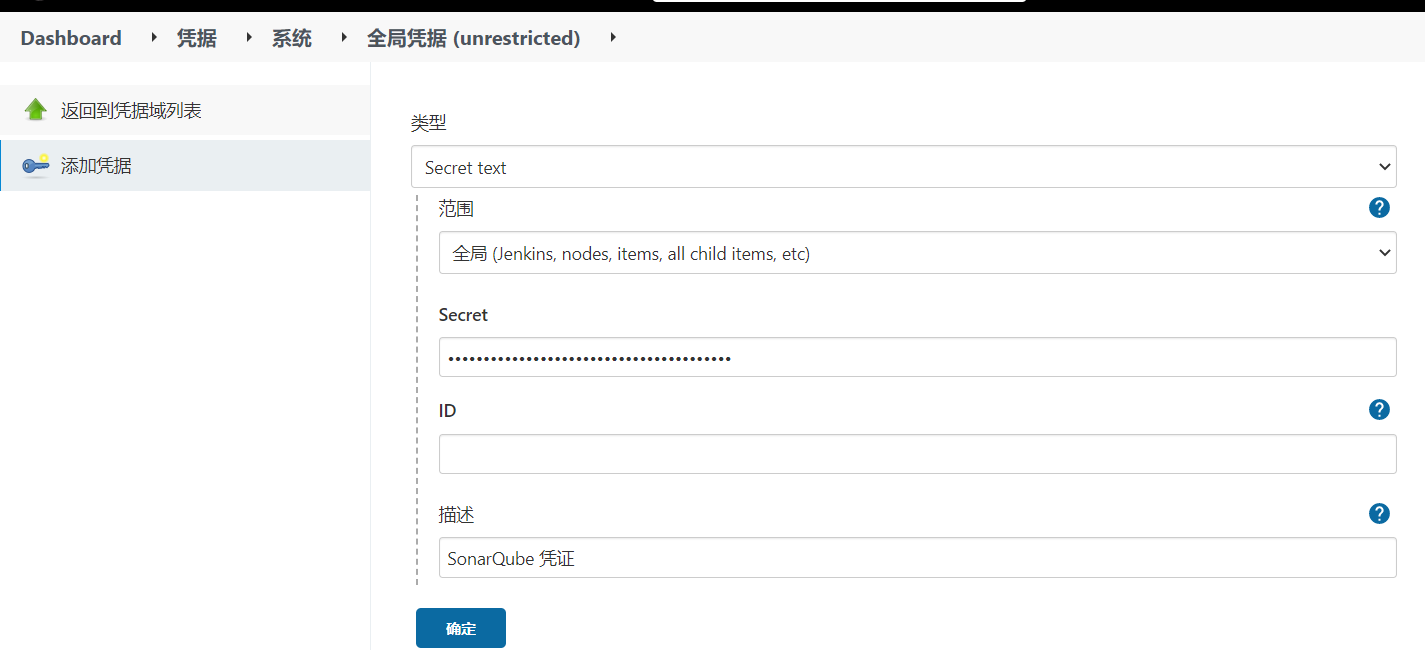 Dashboard 凭据 系统 全局凭据 (unrestricted)
返回到凭据域列表
添加凭据
类型
Secret text
范围
全局 (Jenkins, nodes, items, all child items, etc)
Secret
ID
描述
SonarQube 凭证
确定